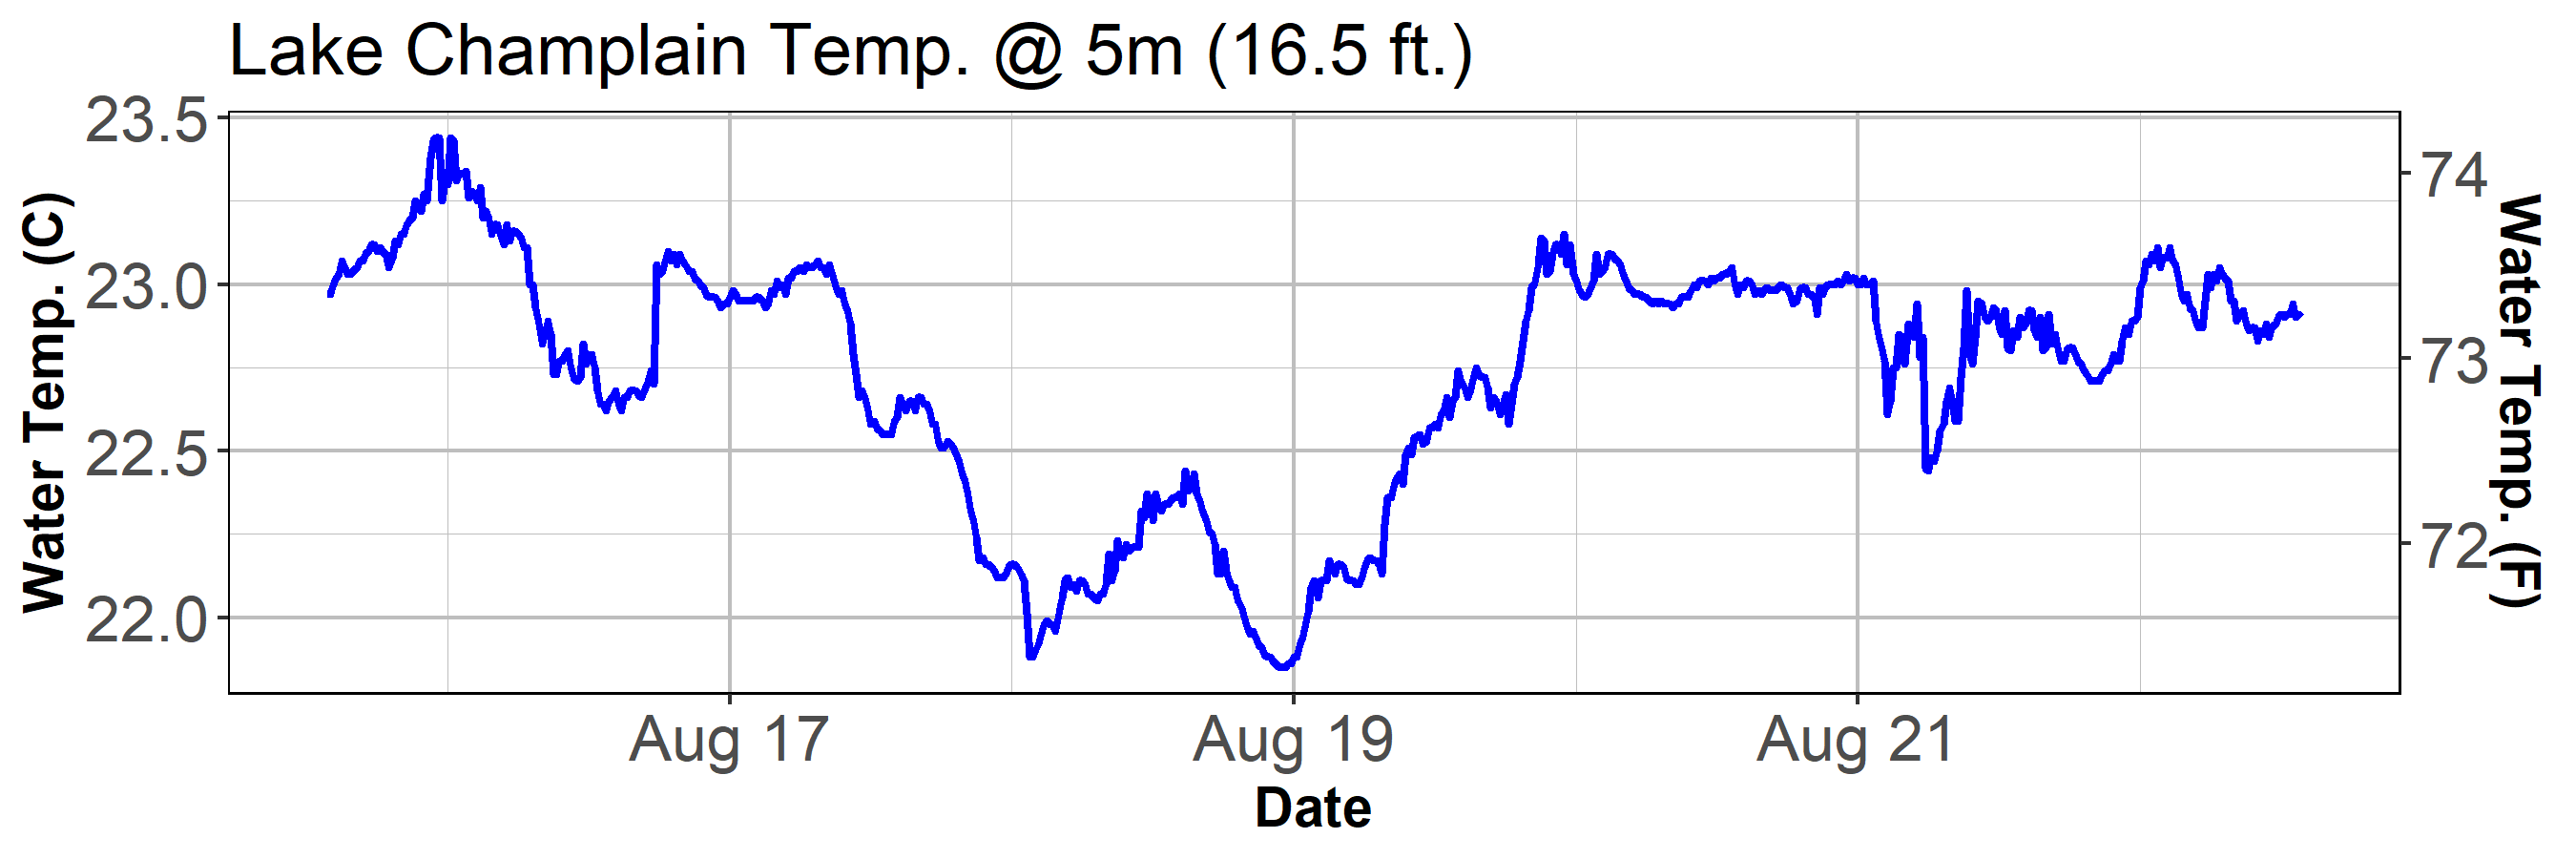 Lake Champlain Temp. @ 5m (16.5 ft.)
Water Temp. (C)
23.5
23.0
22.5
22.0
74
73
72
Water Temp. (F)
Aug 17 Aug 19 Aug 21
Date